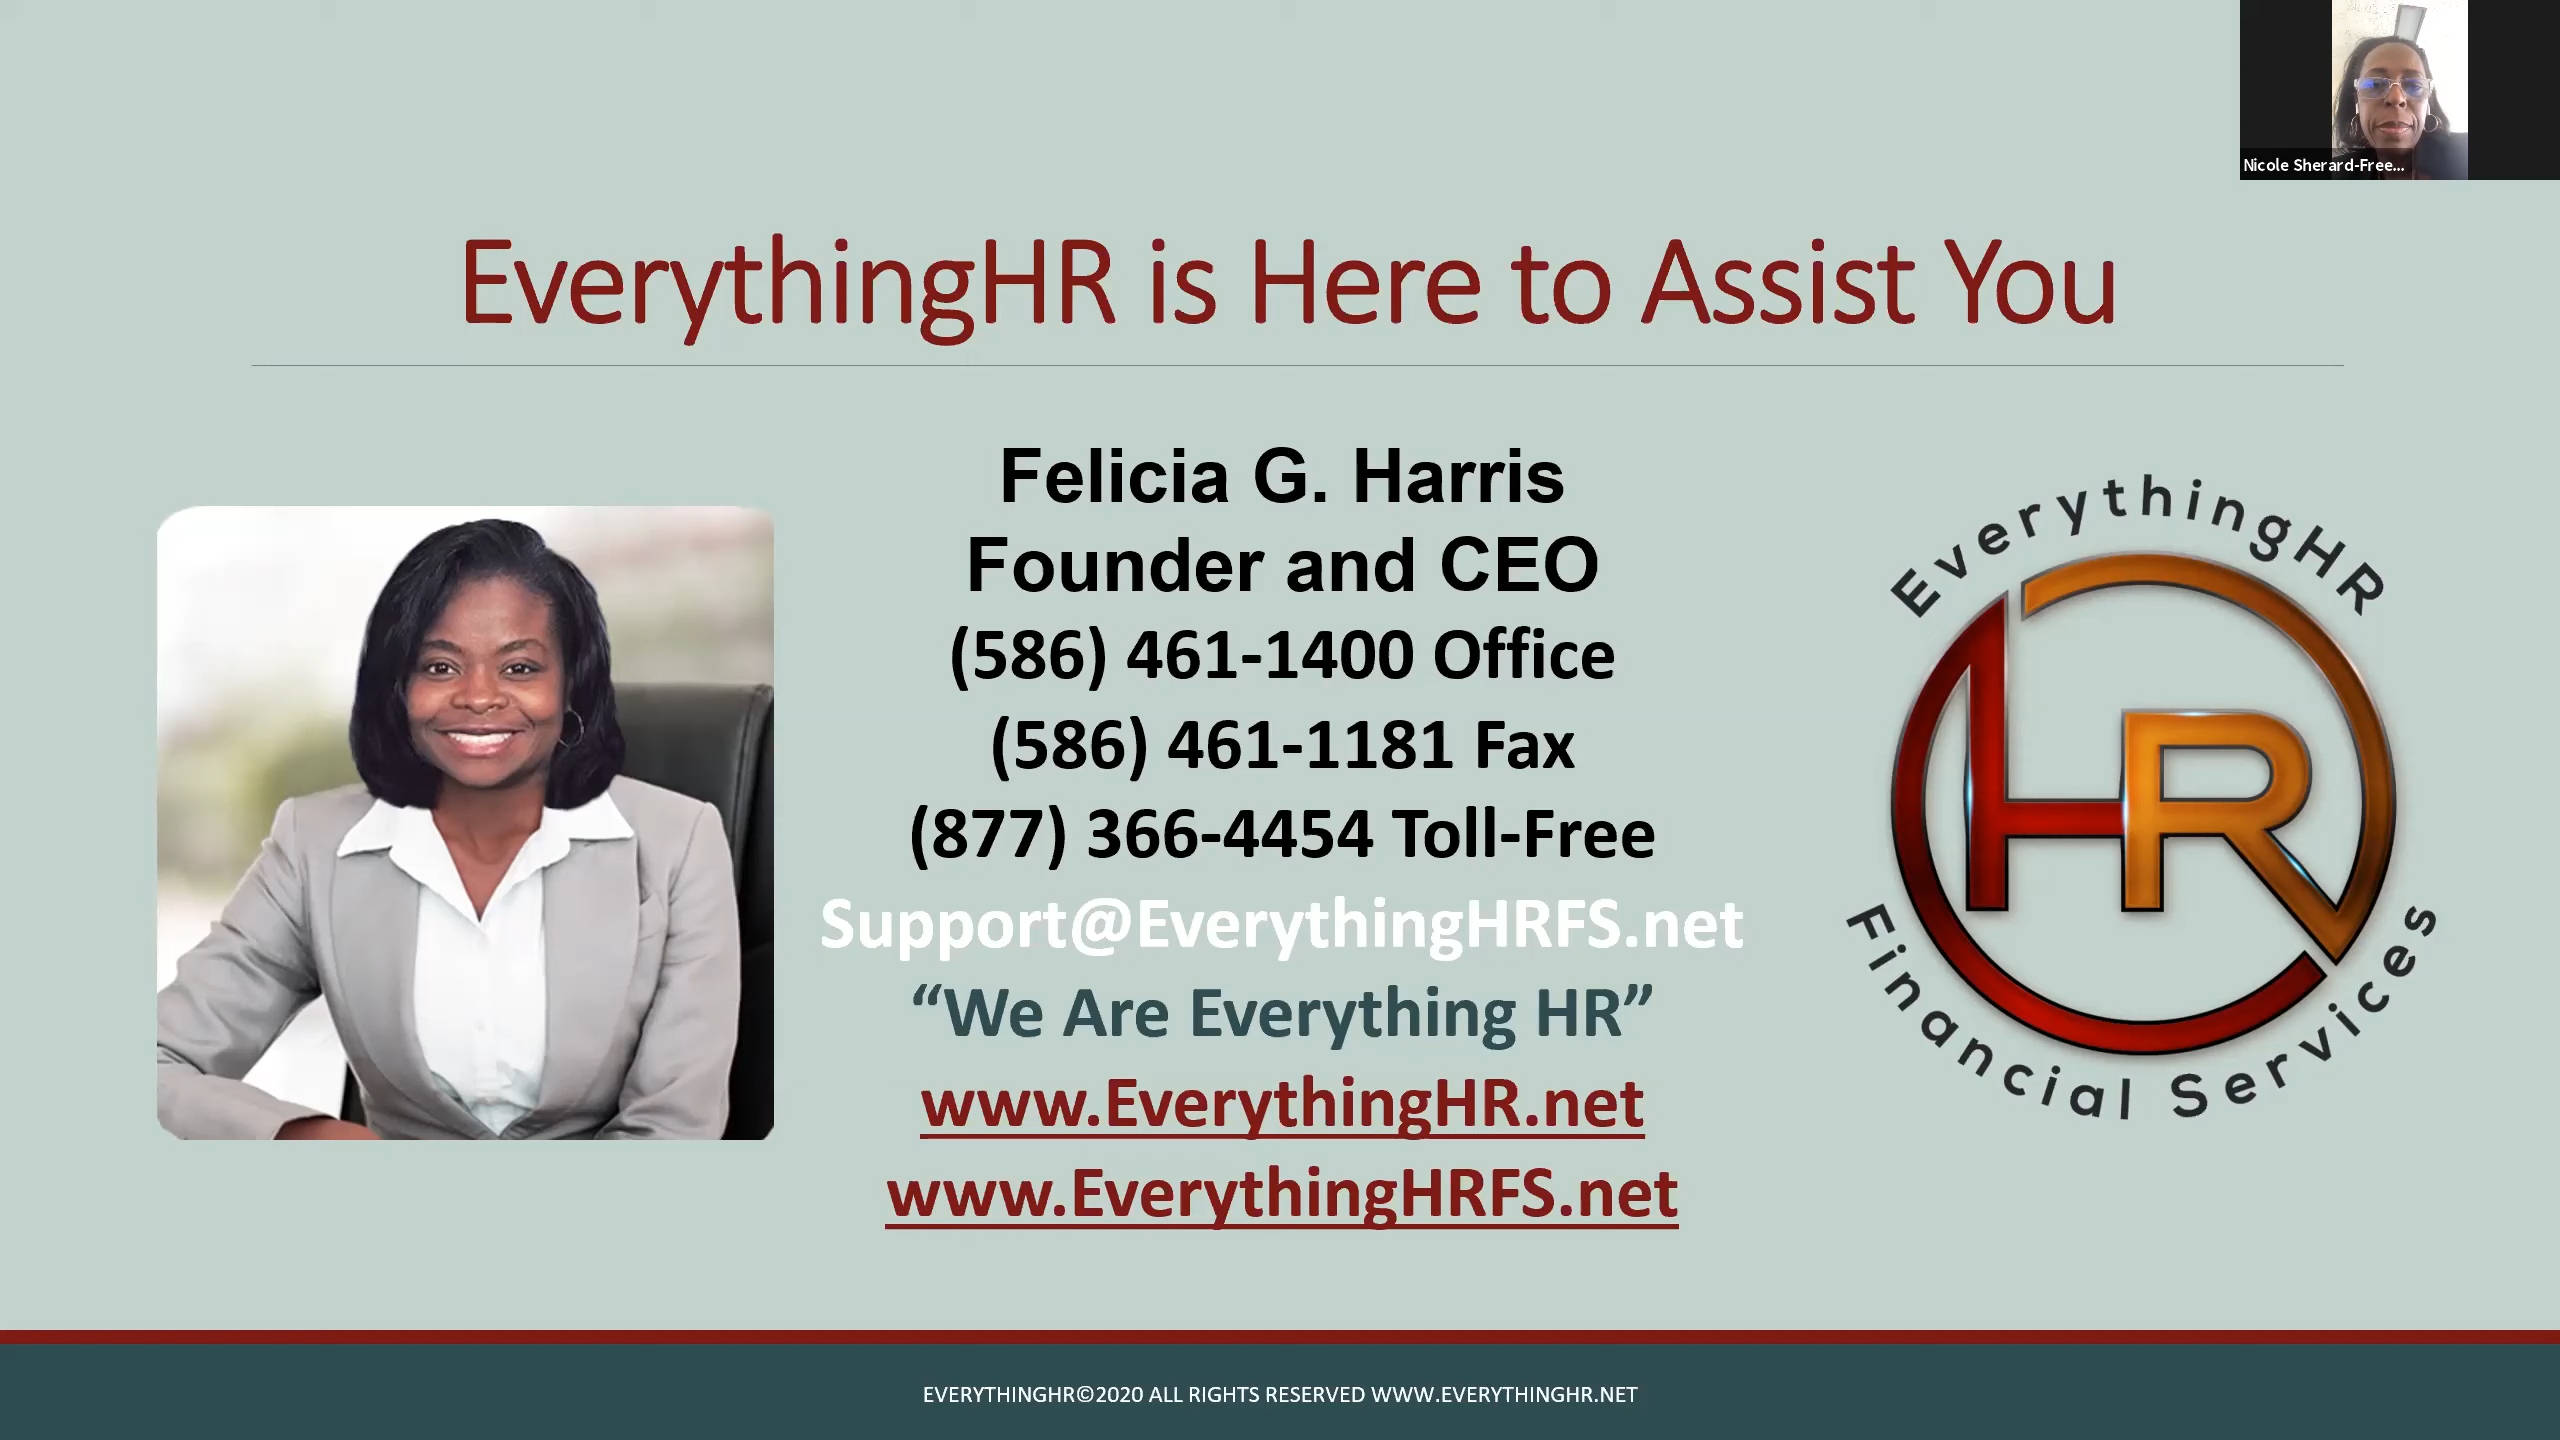 Nicole Sherard-Free...
EverythingHR is Here to Assist You
Felicia G. Harris
Founder and CEO
(586) 461-1400 Office
(586) 461-1181 Fax
(877) 366-4454 Toll-Free
Support@EverythingHRFS.net
“We Are Everything HR”
www.EverythingHR.net
www.EverythingHRFS.net
EverythingHR
HR
Financial Services
EVERYTHINGHR©2020 ALL RIGHTS RESERVED WWW.EVERYTHINGHR.NET